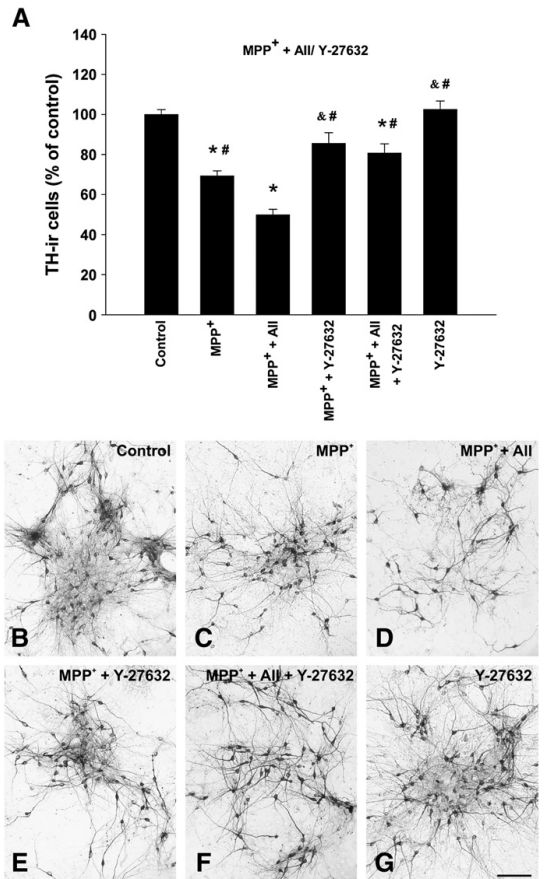 A
MPP+ + AII/ Y-27632
TH-ir cells (% of control)
140
120
100
80
60
40
20
0
* #
*
& #
* #
& #
Control
MPP+
MPP+ + AII
MPP+ + Y-27632
MPP+ + AII
+ Y-27632
Y-27632
Control
B
MPP+
C
MPP+ + AII
D
MPP+ + Y-27632
E
MPP+ + AII + Y-27632
F
Y-27632
G